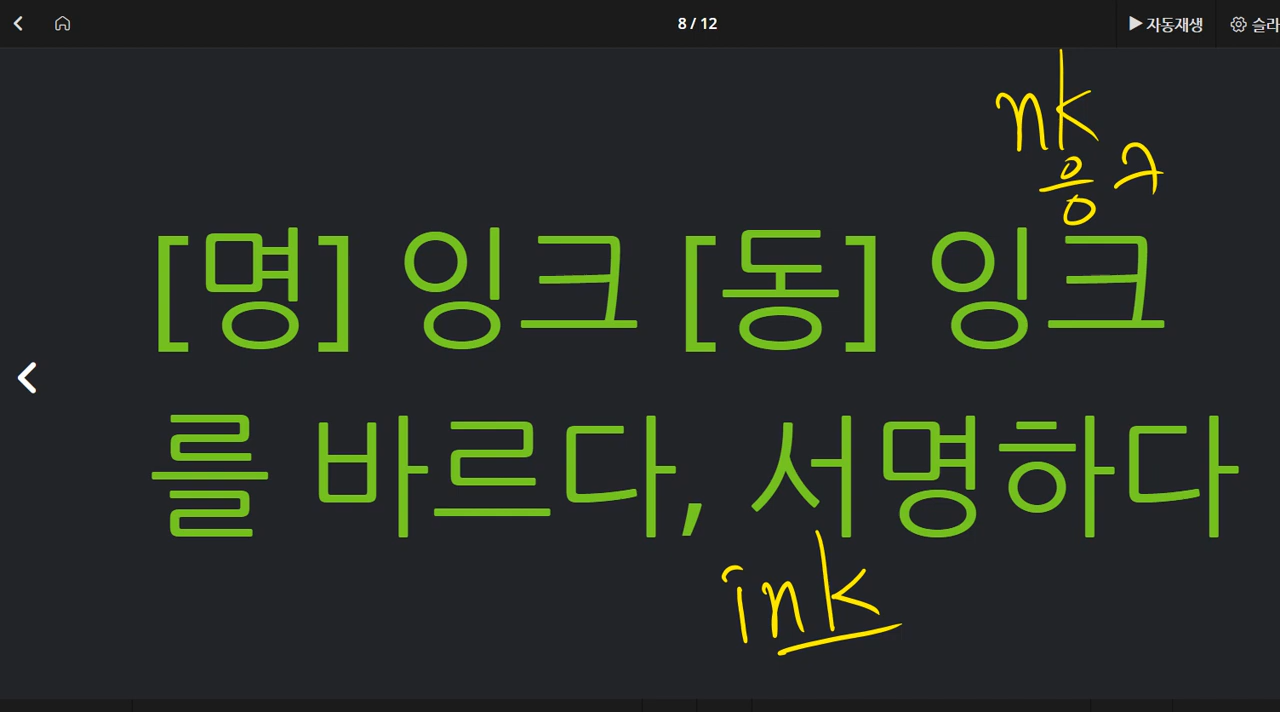 8 / 12
▶ 자동재생
슬라
nk
응 ㅋ
[명] 잉크 [동] 잉크
를 바르다, 서명하다
ink